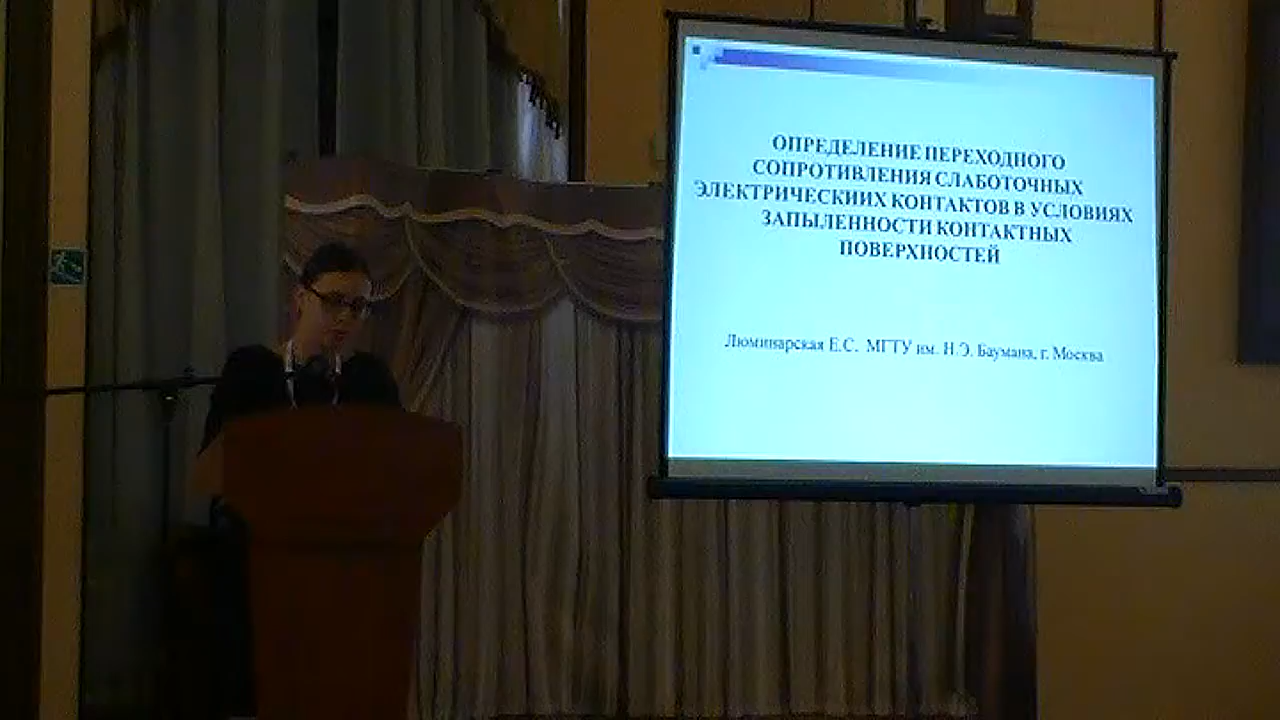 ОПРЕДЕЛЕНИЕ ПЕРЕХОДНОГО
СОПРОТИВЛЕНИЯ СЛАБОТОЧНЫХ
ЭЛЕКТРИЧЕСКИИХ КОНТАКТОВ В УСЛОВИЯХ
ЗАПЫЛЕННОСТИ КОНТАКТНЫХ
ПОВЕРХНОСТЕЙ
Люминарская Е.С. МГТУ им. Н.Э. Баумана, г. Москва